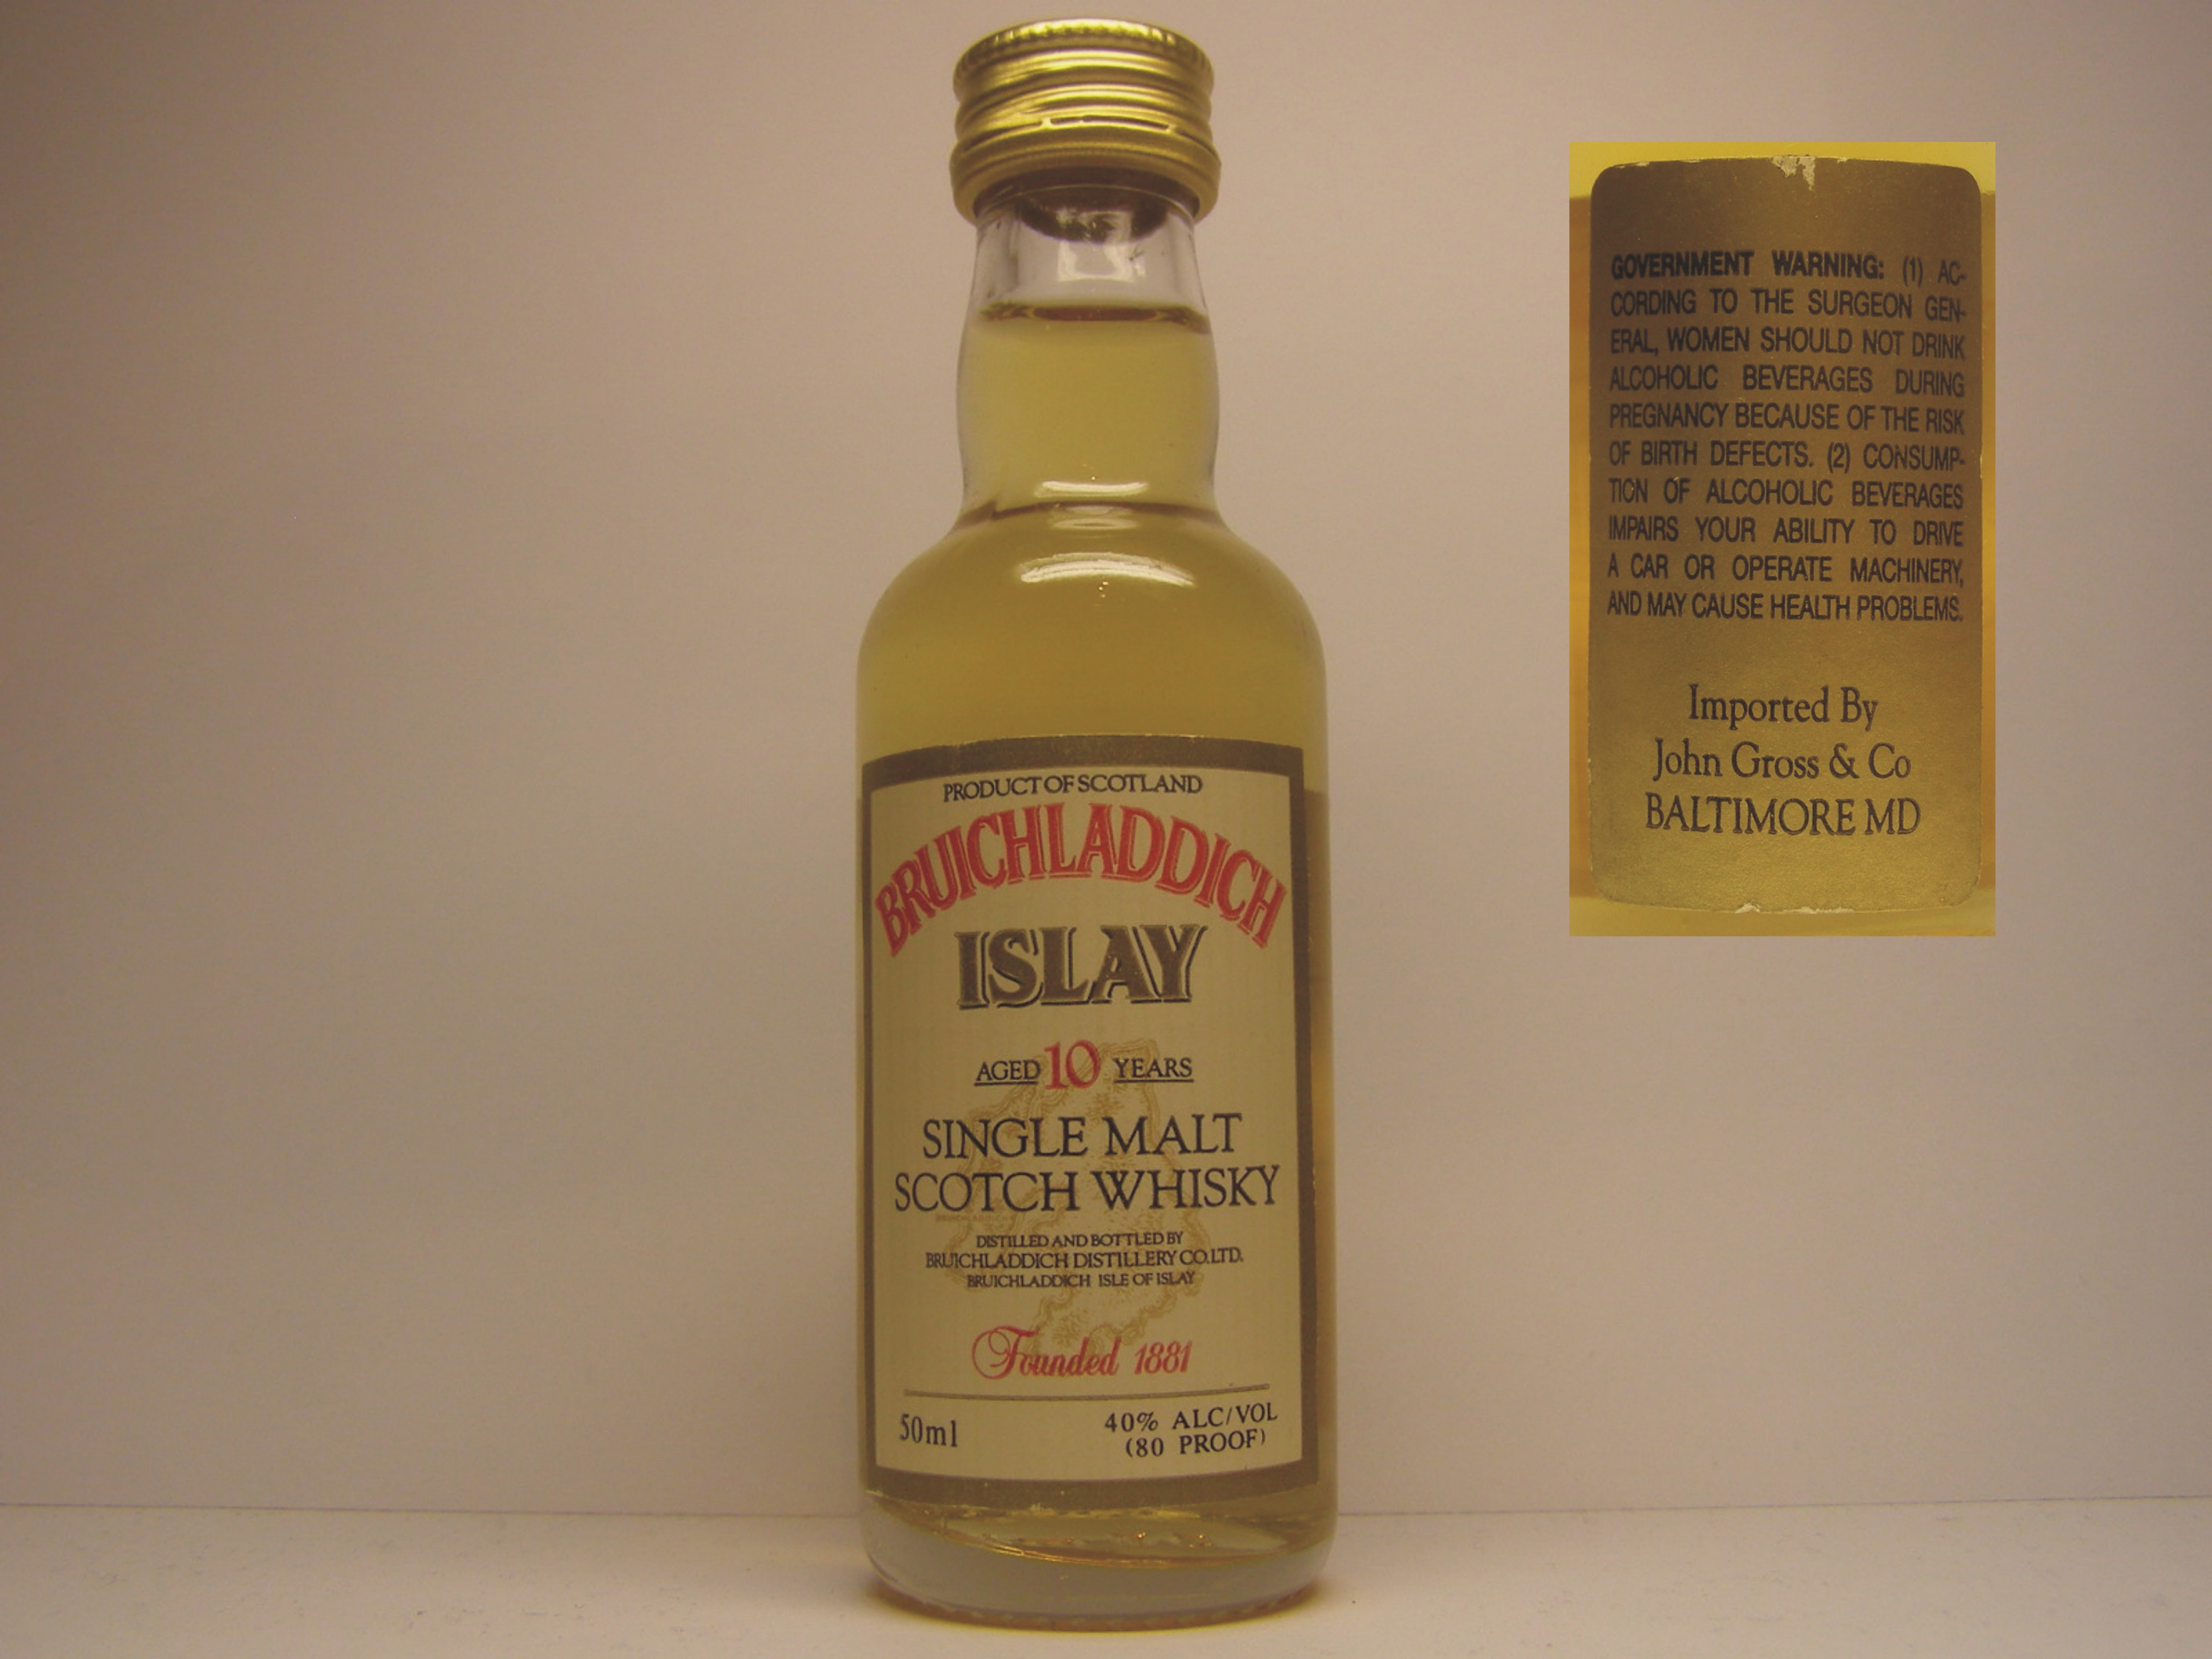 PRODUCT OF SCOTLAND
BRUICHLADDICH
ISLAY
AGED 10 YEARS
SINGLE MALT
SCOTCH WHISKY
DISTILLED AND BOTTLED BY
BRUICHLADDICH DISTILLERY CO. LTD.
BRUICHLADDICH ISLE OF ISLAY
Founded 1881
50ml
40% ALC/VOL
(80 PROOF)
GOVERNMENT WARNING: (1) AC-
CORDING TO THE SURGEON GEN-
ERAL, WOMEN SHOULD NOT DRINK
ALCOHOLIC BEVERAGES DURING
PREGNANCY BECAUSE OF THE RISK
OF BIRTH DEFECTS. (2) CONSUMP-
TION OF ALCOHOLIC BEVERAGES
IMPAIRS YOUR ABILITY TO DRIVE
A CAR OR OPERATE MACHINERY,
AND MAY CAUSE HEALTH PROBLEMS.
Imported By
John Gross & Co
BALTIMORE MD